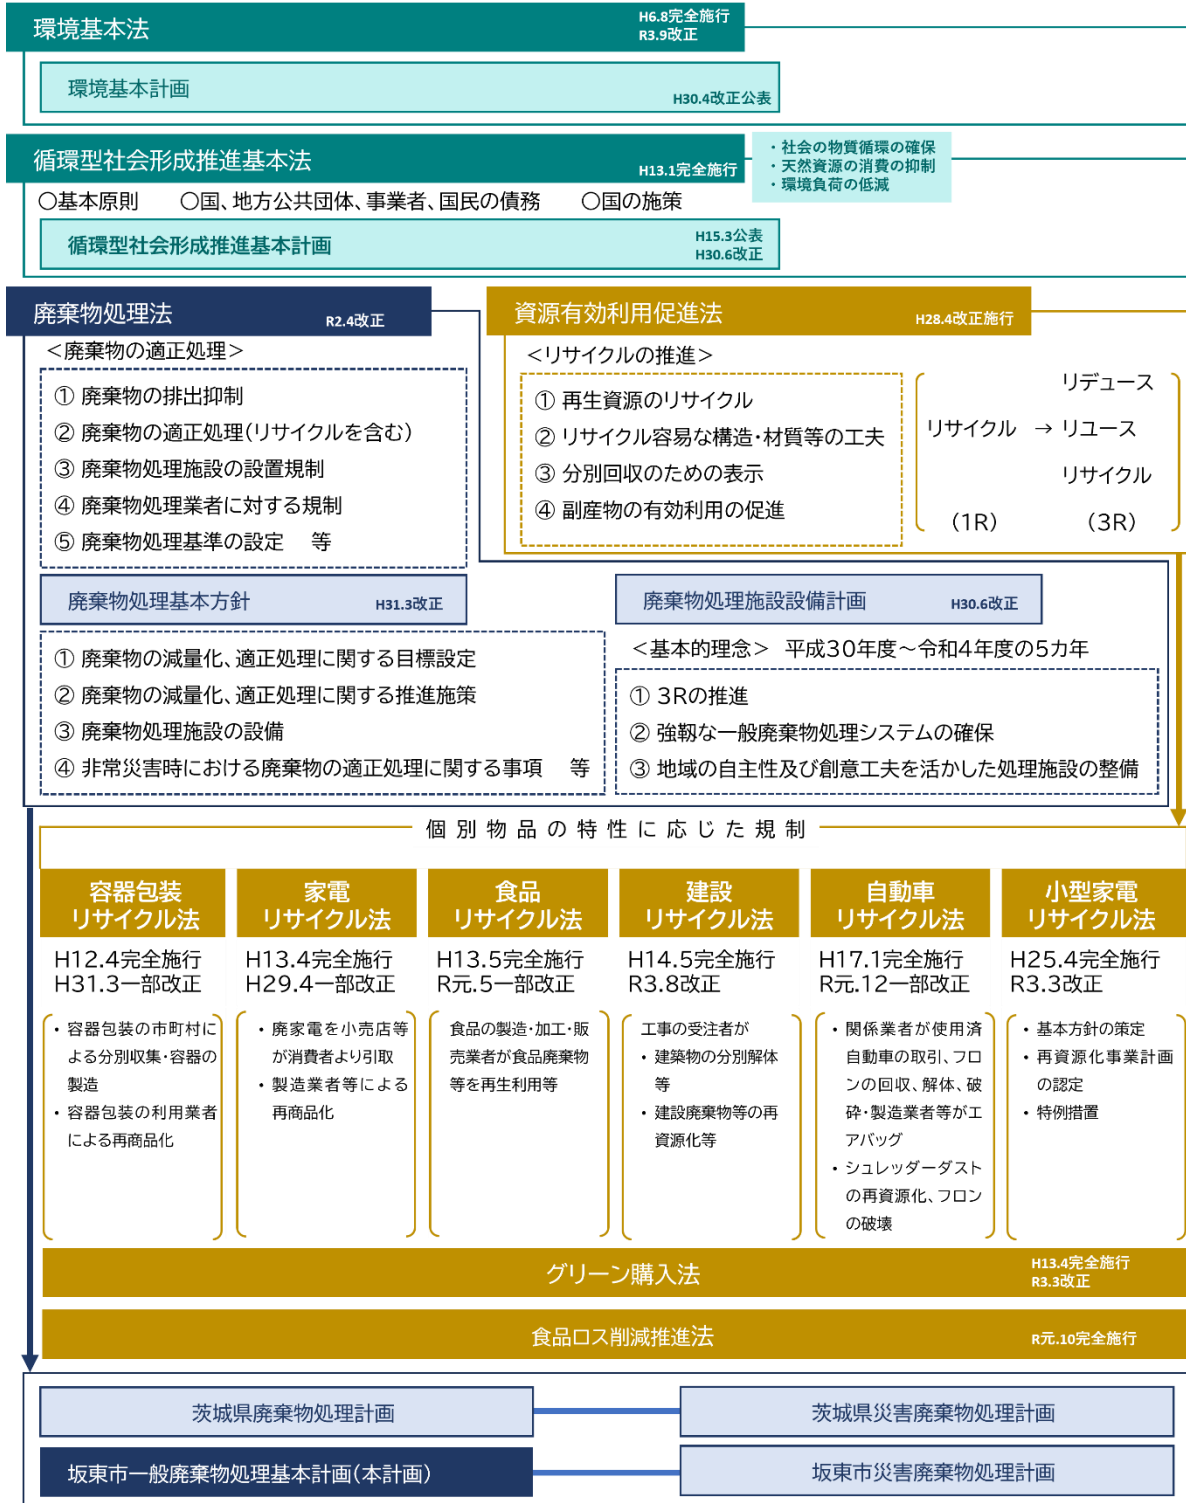 環境基本法
H6.8完全施行
R3.9改正
環境基本計画
H30.4改正公表
循環型社会形成推進基本法
H13.1完全施行
・社会の物質循環の確保
・天然資源の消費の抑制
・環境負荷の低減
〇基本原則　〇国、地方公共団体、事業者、国民の債務　〇国の施策
循環型社会形成推進基本計画
H15.3公表
H30.6改正
廃棄物処理法
R2.4改正
＜廃棄物の適正処理＞
① 廃棄物の排出抑制
② 廃棄物の適正処理(リサイクルを含む)
③ 廃棄物処理施設の設置規制
④ 廃棄物処理業者に対する規制
⑤ 廃棄物処理基準の設定　等
資源有効利用促進法
H28.4改正施行
＜リサイクルの推進＞
① 再生資源のリサイクル
② リサイクル容易な構造・材質等の工夫
③ 分別回収のための表示
④ 副産物の有効利用の促進
リデュース
リサイクル → リユース
リサイクル
(1R)　(3R)
廃棄物処理基本方針
H31.3改正
① 廃棄物の減量化、適正処理に関する目標設定
② 廃棄物の減量化、適正処理に関する推進施策
③ 廃棄物処理施設の設備
④ 非常災害時における廃棄物の適正処理に関する事項　等
廃棄物処理施設設備計画
H30.6改正
＜基本的理念＞　平成30年度～令和4年度の5カ年
① 3Rの推進
② 強靱な一般廃棄物処理システムの確保
③ 地域の自主性及び創意工夫を活かした処理施設の整備
個別物品の特性に応じた規制
容器包装
リサイクル法
H12.4完全施行
H31.3一部改正
・容器包装の市町村に
よる分別収集・容器の
製造
・容器包装の利用業者
による再商品化
家電
リサイクル法
H13.4完全施行
H29.4一部改正
・廃家電を小売店等
が消費者より引取
・製造業者等による
再商品化
食品
リサイクル法
H13.5完全施行
R元.5一部改正
食品の製造・加工・販
売業者が食品廃棄物
等を再生利用等
建設
リサイクル法
H14.5完全施行
R3.8改正
工事の受注者が
・建築物の分別解体
等
・建設廃棄物等の再
資源化等
自動車
リサイクル法
H17.1完全施行
R元.12一部改正
・関係業者が使用済
自動車の取引、フロ
ンの回収、解体、破
砕・製造業者等がエ
アバッグ
・シュレッダーダスト
の再資源化、フロン
の破壊
小型家電
リサイクル法
H25.4完全施行
R3.3改正
・基本方針の策定
・再資源化事業計画
の認定
・特例措置
グリーン購入法
H13.4完全施行
R3.3改正
食品ロス削減推進法
R元.10完全施行
茨城県廃棄物処理計画
茨城県災害廃棄物処理計画
坂東市一般廃棄物処理基本計画(本計画)
坂東市災害廃棄物処理計画